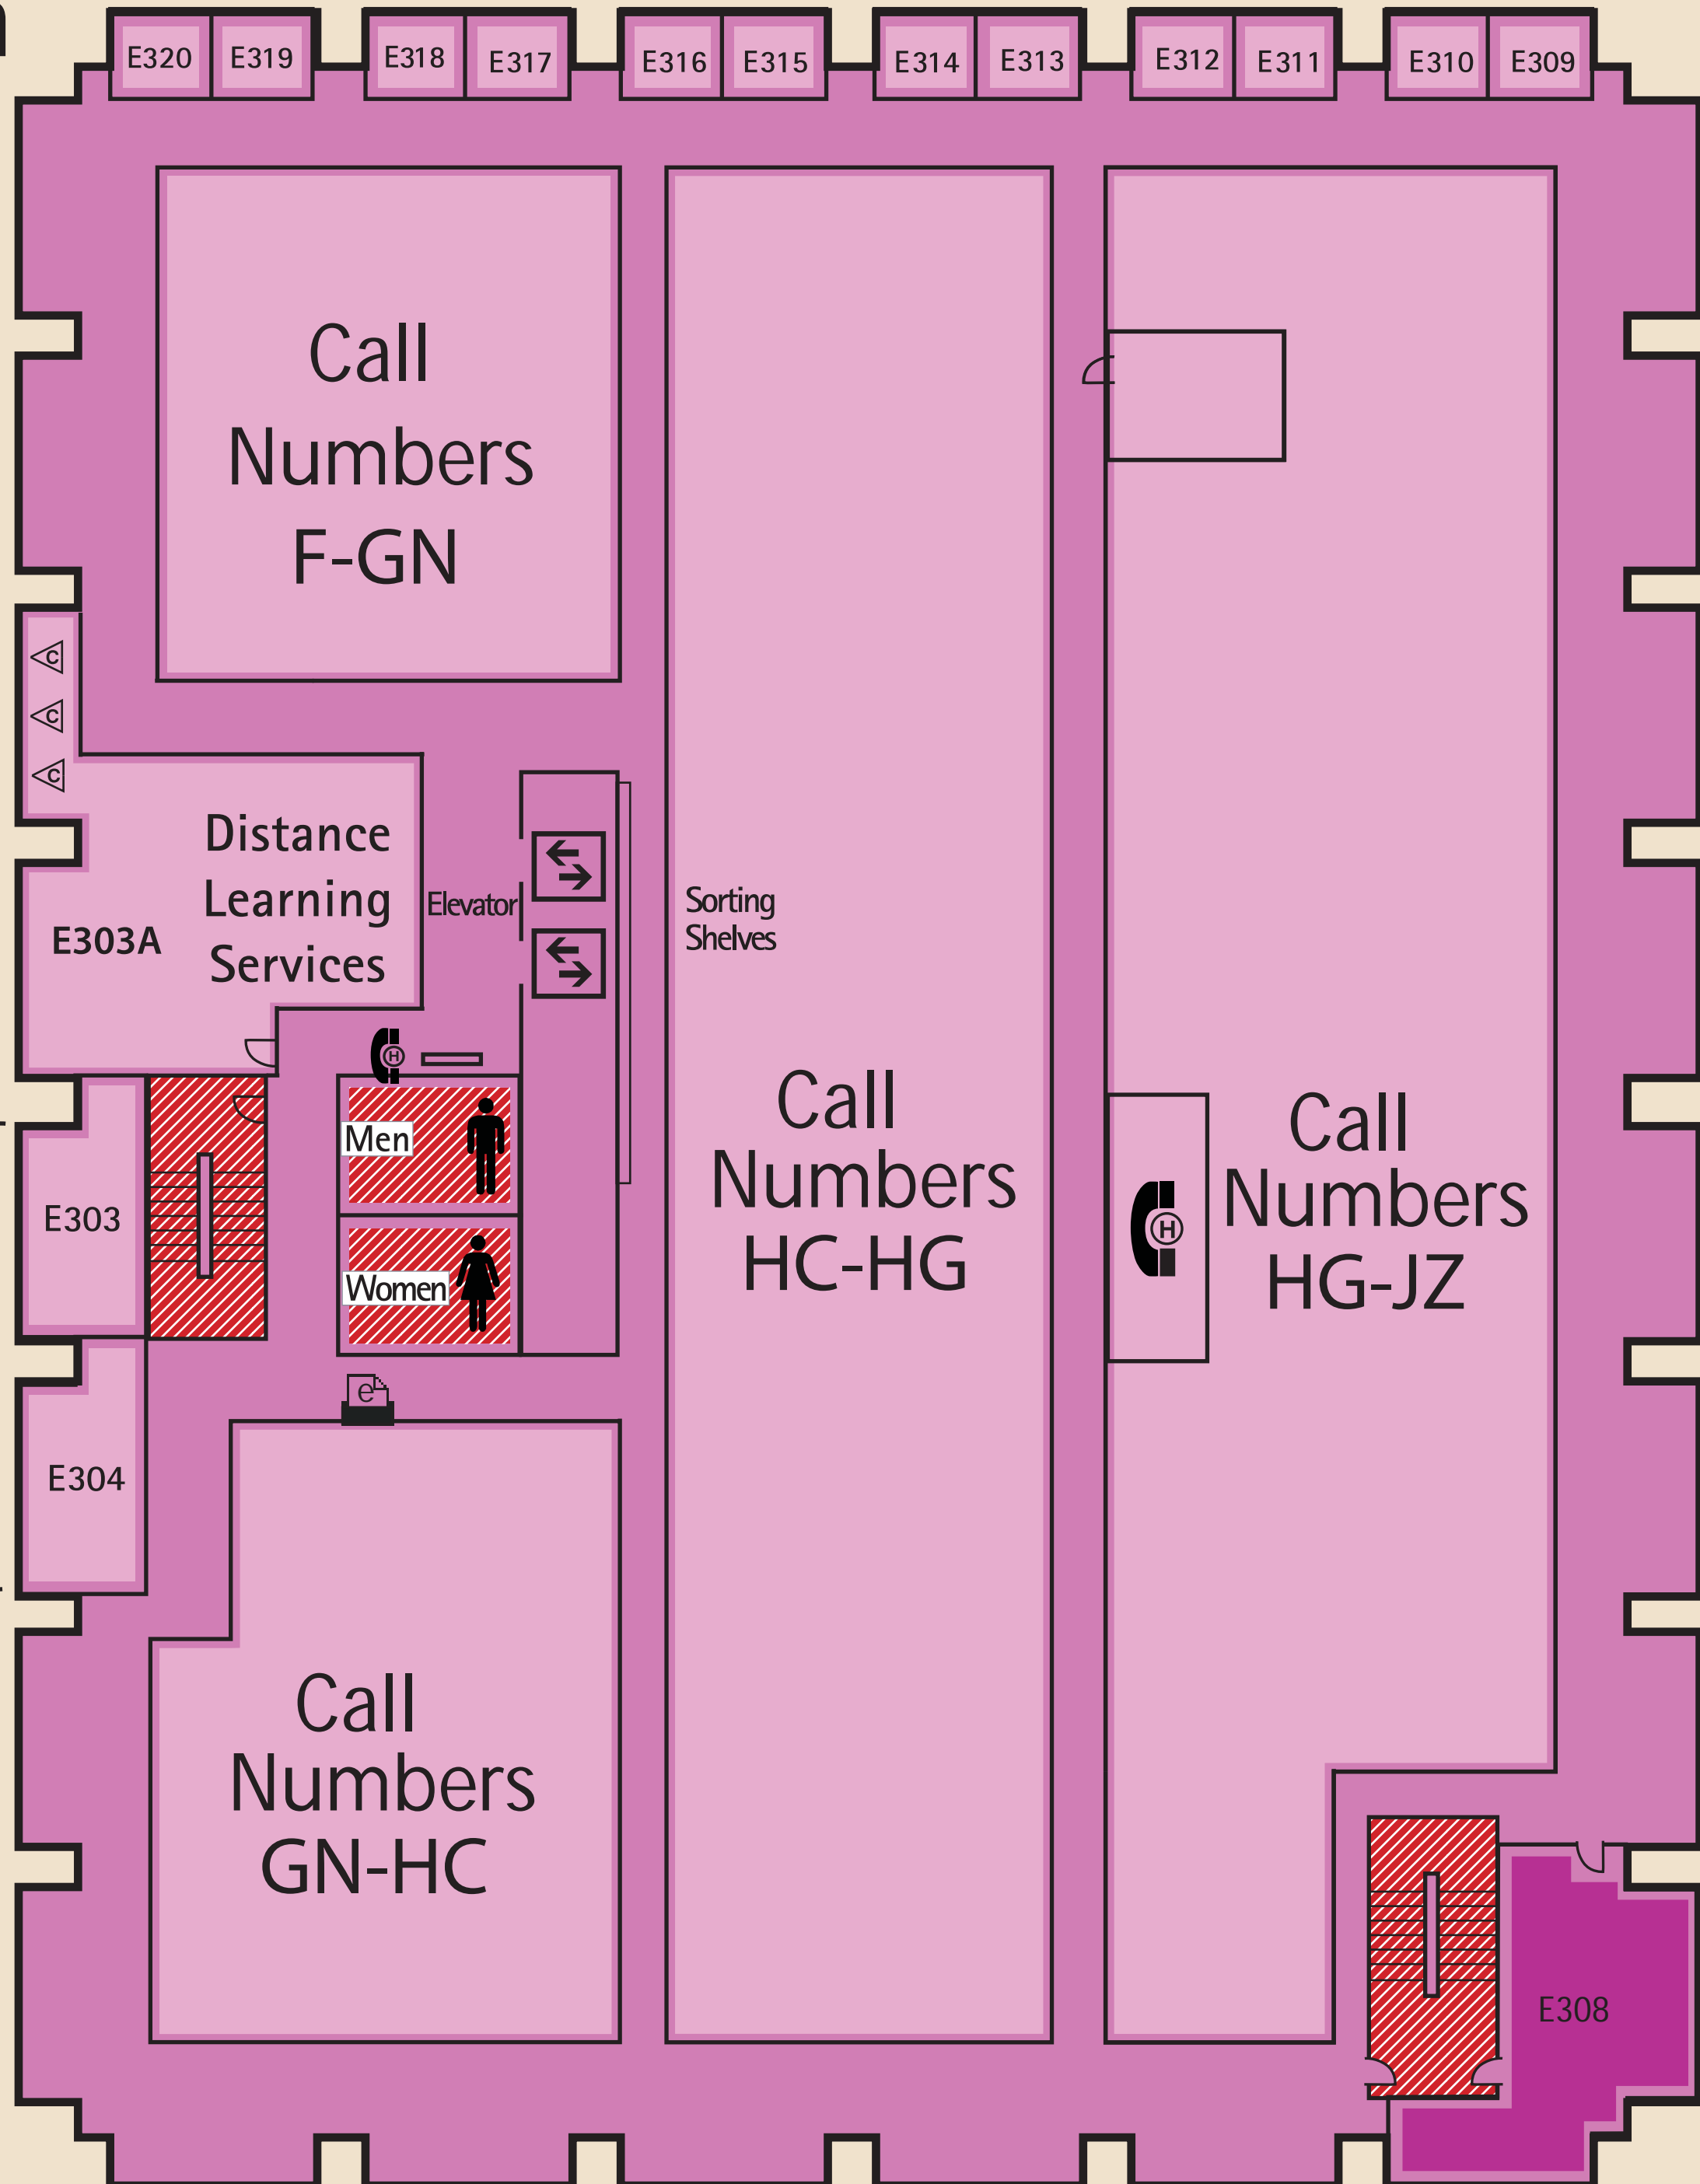 E320 E319 E318 E317 E316 E315 E314 E313 E312 E311 E310 E309
Call
Numbers
F-GN
C
C
C
Distance
Learning
Services
E303A
Elevator
Sorting
Shelves
H
Men
Women
E303
Call
Numbers
HC-HG
H
Call
Numbers
HG-JZ
e
E304
Call
Numbers
GN-HC
E308